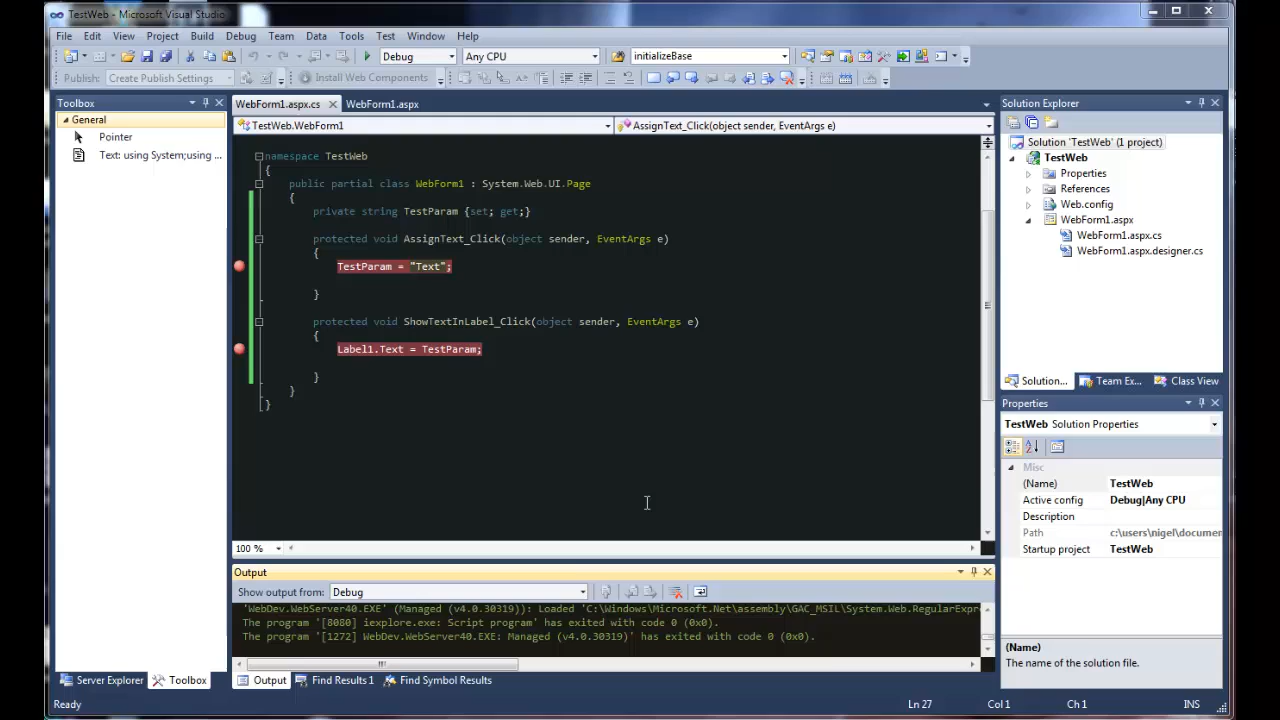 TestWeb - Microsoft Visual Studio
File Edit View Project Build Debug Team Data Tools Test Window Help
Debug Any CPU initializeBase
Publish: Create Publish Settings Install Web Components
Toolbox
General
Pointer
Text: using System;using ...
Server Explorer Toolbox
WebForm1.aspx.cs WebForm1.aspx
TestWeb.WebForm1 AssignText_Click(object sender, EventArgs e)
namespace TestWeb
{
public partial class WebForm1 : System.Web.UI.Page
{
private string TestParam {set; get;}
protected void AssignText_Click(object sender, EventArgs e)
{
TestParam = "Text";
}
protected void ShowTextInLabel_Click(object sender, EventArgs e)
{
Label1.Text = TestParam;
}
}
}
100 %
Output
Show output from: Debug
'WebDev.WebServer40.EXE' (Managed (v4.0.30319)): Loaded 'C:\Windows\Microsoft.Net\assembly\GAC_MSIL\System.Web.RegularExpre
The program '[8080] iexplore.exe: Script program' has exited with code 0 (0x0).
The program '[1272] WebDev.WebServer40.EXE: Managed (v4.0.30319)' has exited with code 0 (0x0).
Output Find Results 1 Find Symbol Results
Solution Explorer
Solution 'TestWeb' (1 project)
TestWeb
Properties
References
Web.config
WebForm1.aspx
WebForm1.aspx.cs
WebForm1.aspx.designer.cs
Solution... Team Ex... Class View
Properties
TestWeb Solution Properties
Misc
(Name) TestWeb
Active config Debug|Any CPU
Description
Path c:\users\nigel\documen
Startup project TestWeb
(Name)
The name of the solution file.
Ready Ln 27 Col 1 Ch 1 INS